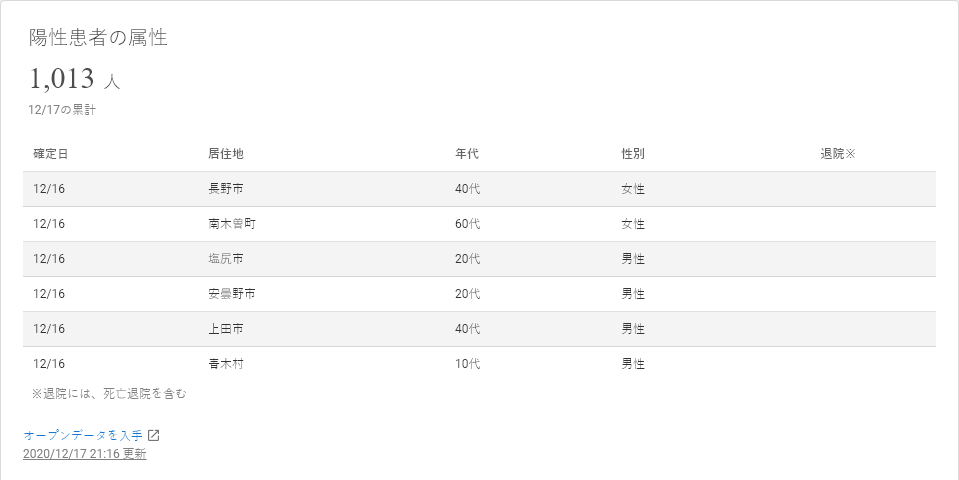 陽性患者の属性
1,013 人
12/17の累計
確定日 居住地 年代 性別 退院※
12/16 長野市 40代 女性
12/16 南木曽町 60代 女性
12/16 塩尻市 20代 男性
12/16 安曇野市 20代 男性
12/16 上田市 40代 男性
12/16 青木村 10代 男性
※退院には、死亡退院を含む
オープンデータを入手
2020/12/17 21:16 更新